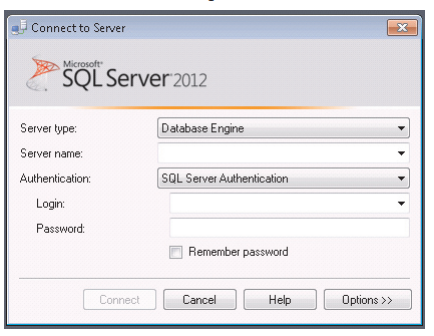 Connect to Server
Microsoft®
SQL Server® 2012
Server type: Database Engine
Server name:
Authentication: SQL Server Authentication
Login:
Password:
Remember password
Connect Cancel Help Options >>